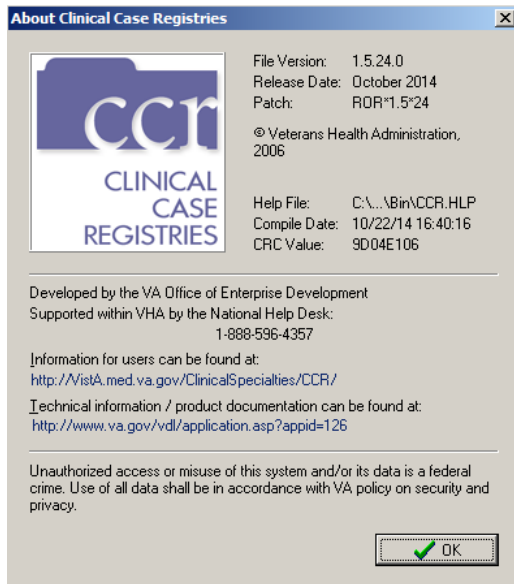 About Clinical Case Registries
ccr
CLINICAL
CASE
REGISTRIES
File Version: 1.5.24.0
Release Date: October 2014
Patch: ROR*1.5*24
© Veterans Health Administration,
2006
Help File: C:\...\Bin\CCR.HLP
Compile Date: 10/22/14 16:40:16
CRC Value: 9D04E106
Developed by the VA Office of Enterprise Development
Supported within VHA by the National Help Desk:
1-888-596-4357
Information for users can be found at:
http://VistA.med.va.gov/ClinicalSpecialties/CCR/
Technical information / product documentation can be found at:
http://www.va.gov/vdl/application.asp?appid=126
Unauthorized access or misuse of this system and/or its data is a federal
crime. Use of all data shall be in accordance with VA policy on security and
privacy.
OK